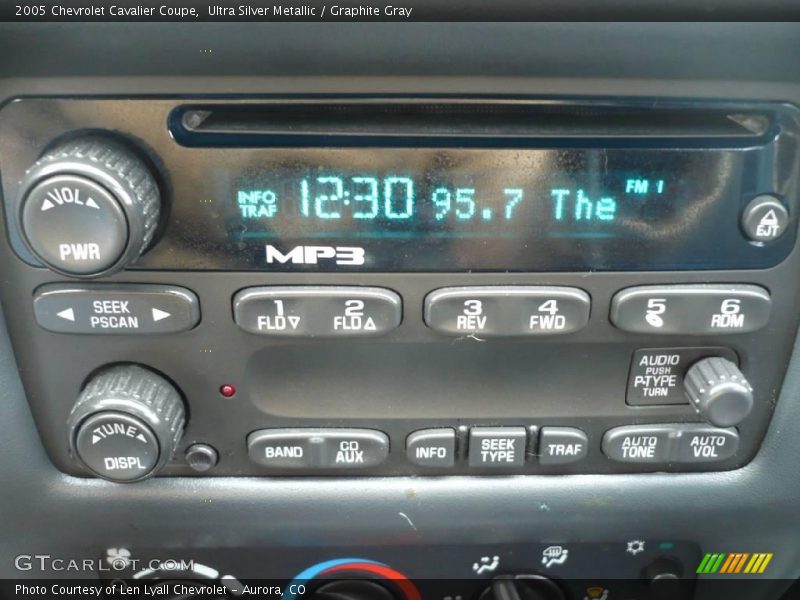 2005 Chevrolet Cavalier Coupe, Ultra Silver Metallic / Graphite Gray
VOL
PWR
INFO
TRAF
12:30 95.7 The
FM 1
EJT
MP3
SEEK
PSCAN
1
FLD
2
FLD
3
REV
4
FWD
5
6
RDM
AUDIO
PUSH
P-TYPE
TURN
TUNE
DISPL
BAND
CD
AUX
INFO
SEEK
TYPE
TRAF
AUTO
TONE
AUTO
VOL
GTCARLOT.COM
Photo Courtesy of Len Lyall Chevrolet – Aurora, CO